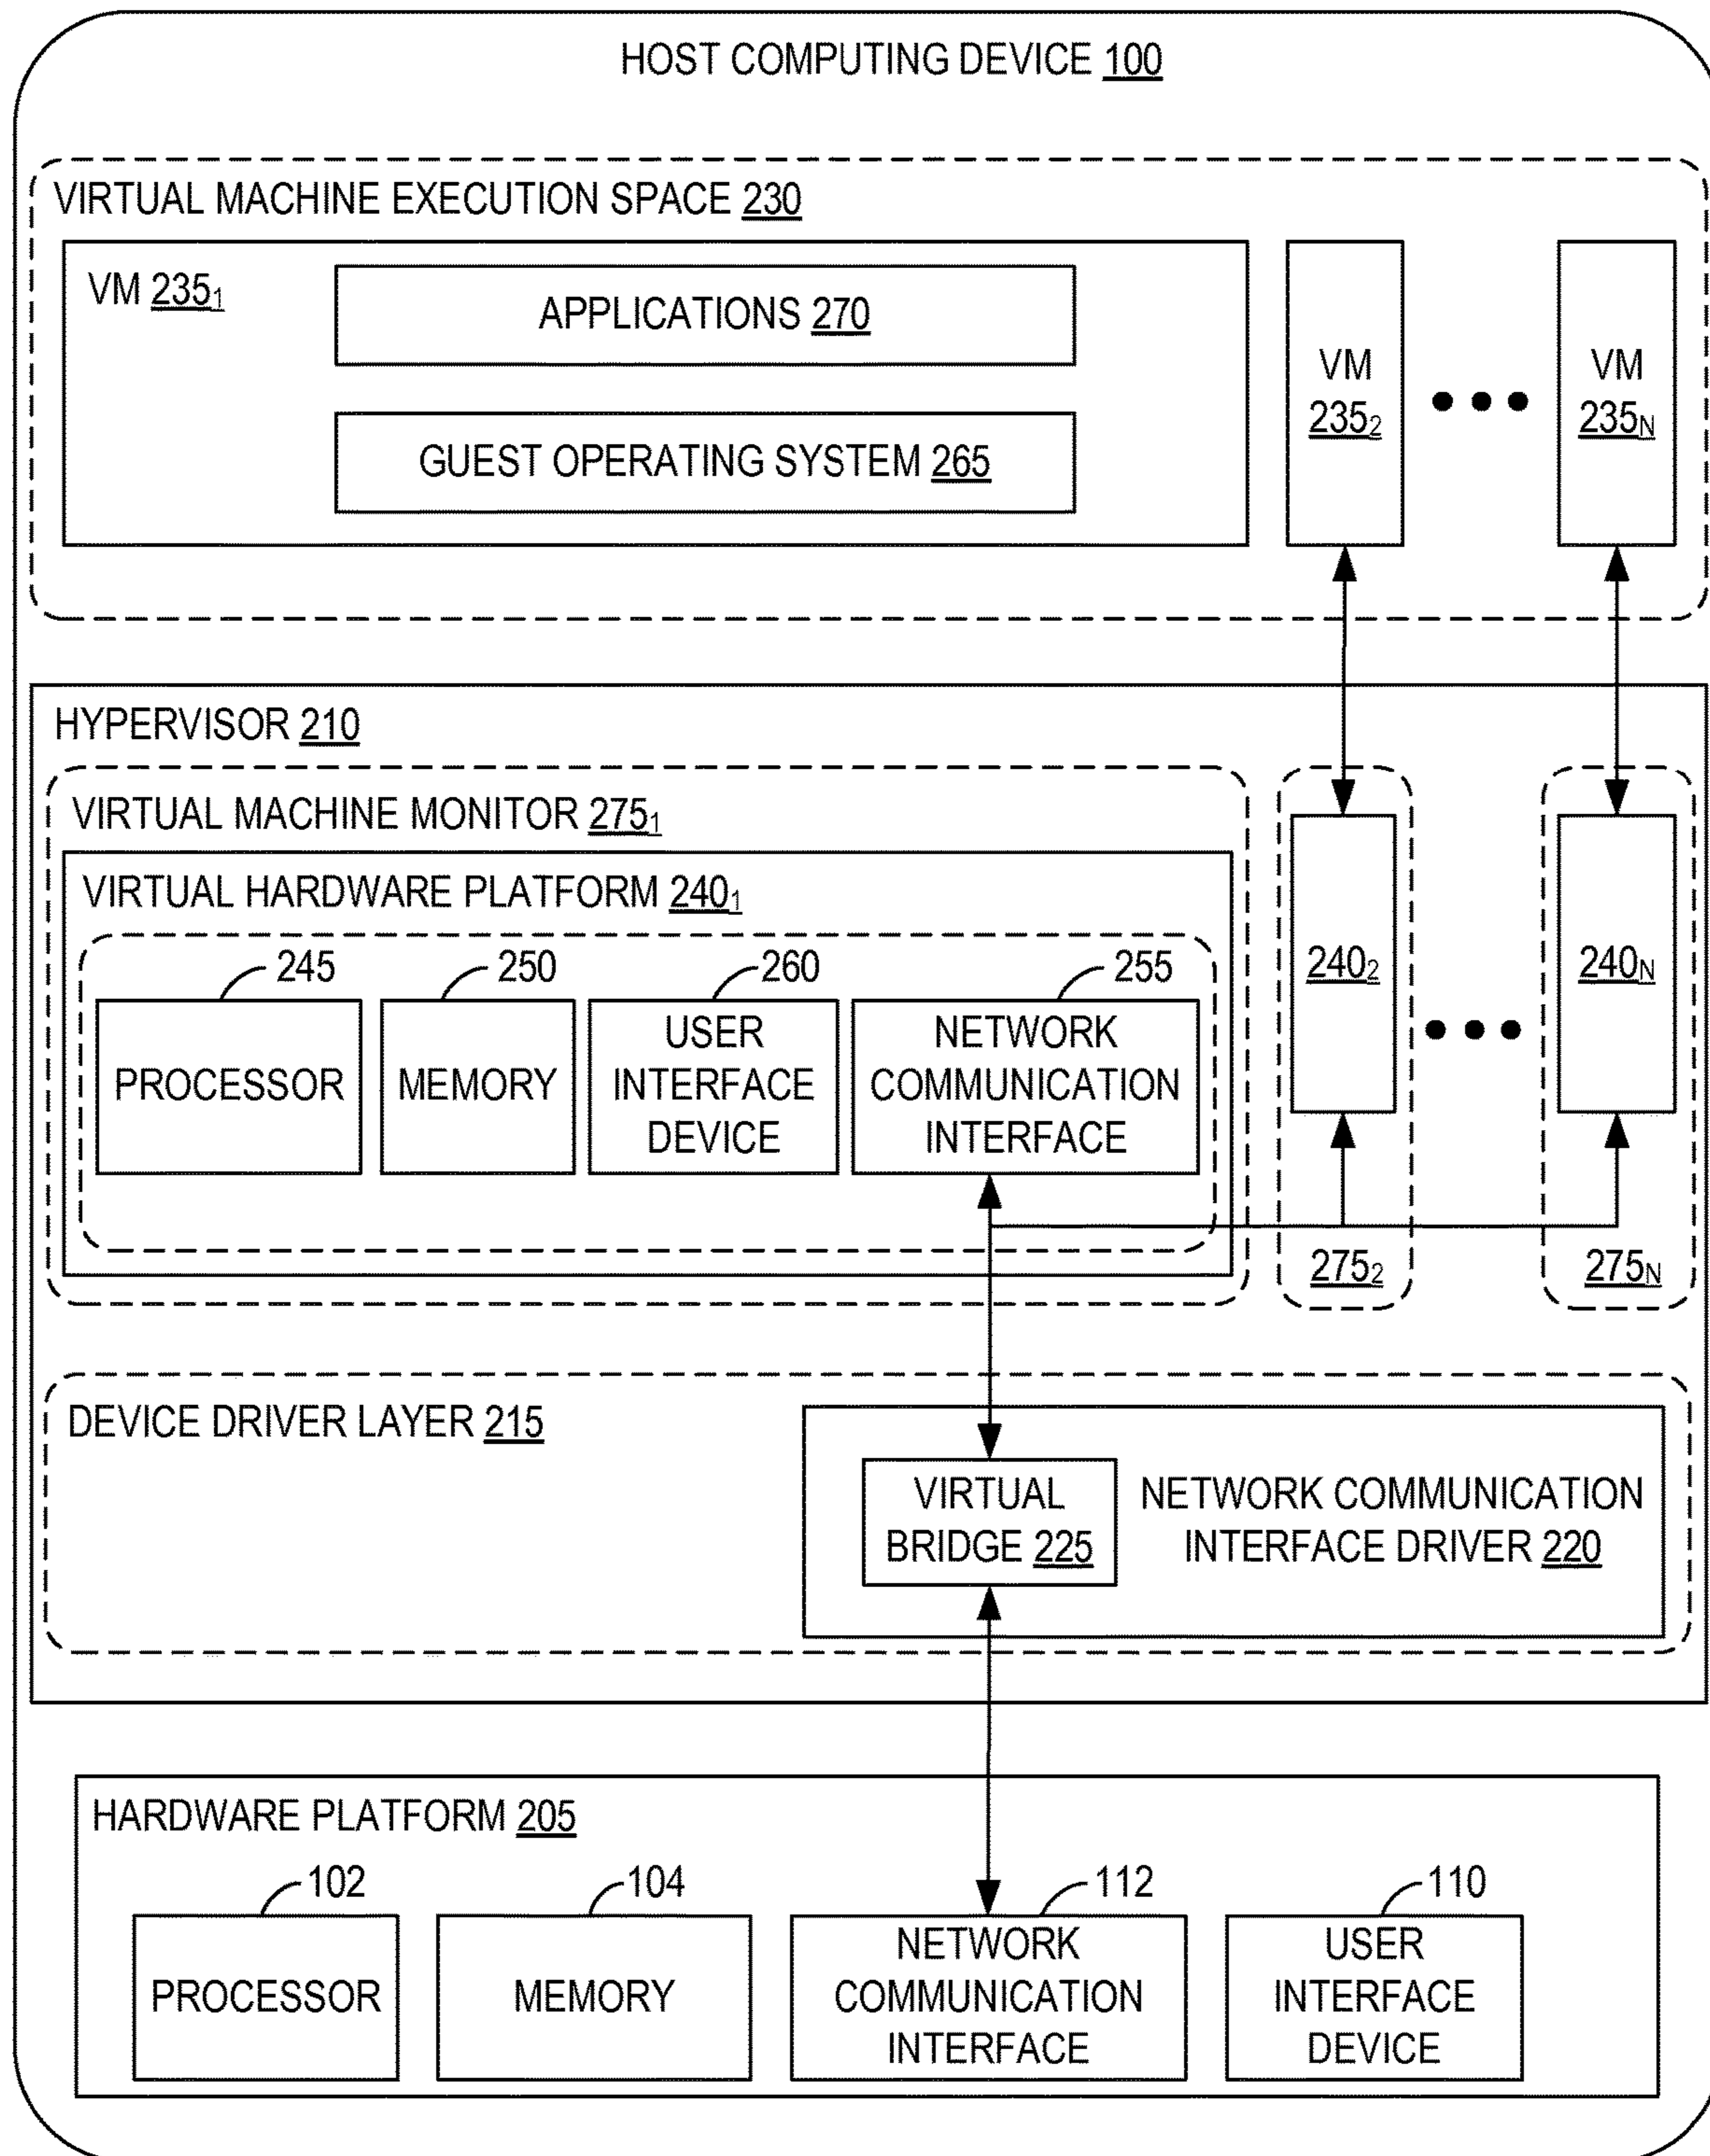 HOST COMPUTING DEVICE 100
VIRTUAL MACHINE EXECUTION SPACE 230
VM 235₁
APPLICATIONS 270
GUEST OPERATING SYSTEM 265
VM
235₂
VM
235N
HYPERVISOR 210
VIRTUAL MACHINE MONITOR 275₁
VIRTUAL HARDWARE PLATFORM 240₁
245
250
260
255
PROCESSOR
MEMORY
USER
INTERFACE
DEVICE
NETWORK
COMMUNICATION
INTERFACE
240₂
240N
275₂
275N
DEVICE DRIVER LAYER 215
VIRTUAL
BRIDGE 225
NETWORK COMMUNICATION
INTERFACE DRIVER 220
HARDWARE PLATFORM 205
102
104
112
110
PROCESSOR
MEMORY
NETWORK
COMMUNICATION
INTERFACE
USER
INTERFACE
DEVICE